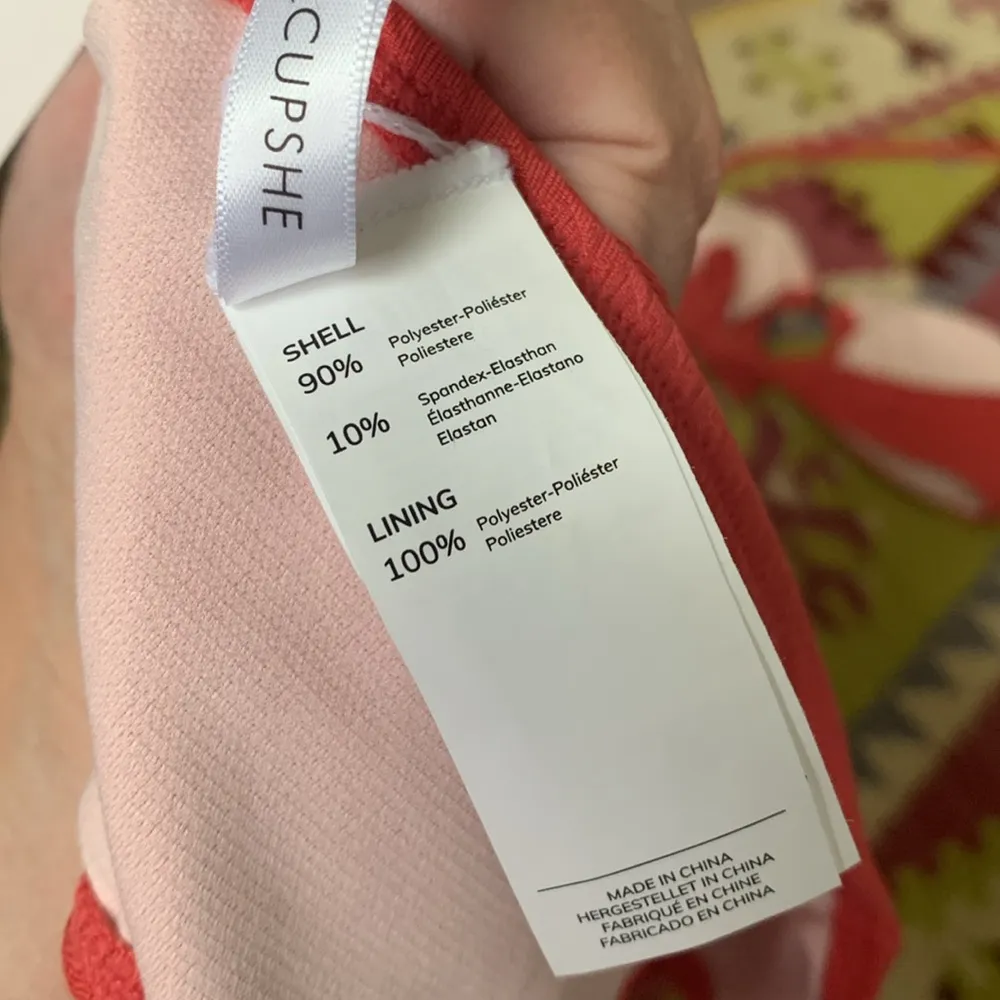 CUPSHE
SHELL
90% Polyester-Poliéster
Poliestere
10% Spandex-Elasthan
Élasthanne-Elastano
Elastan
LINING
100% Polyester-Poliéster
Poliestere
MADE IN CHINA
HERGESTELLET IN CHINA
FABRIQUÉ EN CHINE
FABRICADO EN CHINA